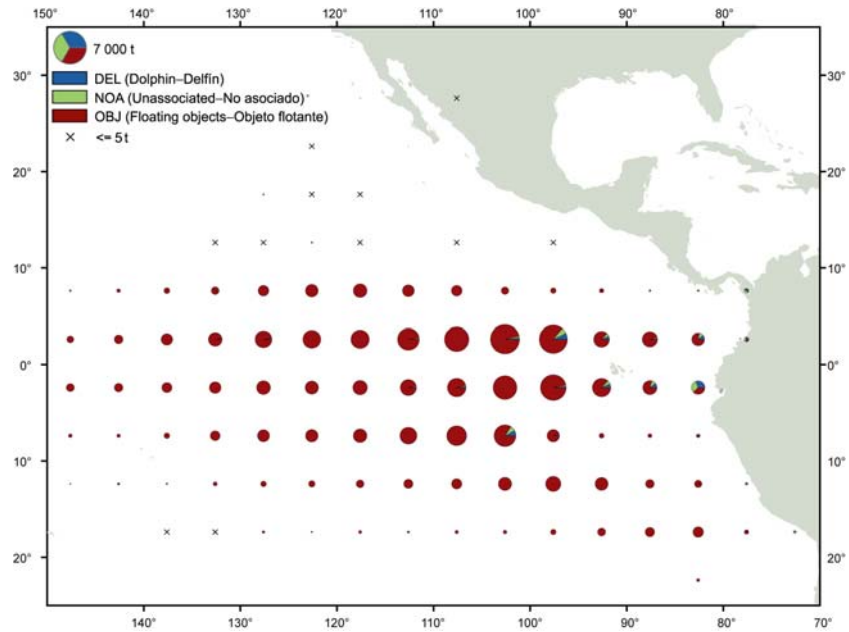 140° 130° 120° 110° 100° 90° 80°
7 000 t
DEL (Dolphin–Delfín)
NOA (Unassociated–No asociado)
OBJ (Floating objects–Objeto flotante)
× <= 5 t
30° 30°
20° 20°
150° 70°
10° 10°
0° 0°
10° 10°
20° 20°
140° 130° 120° 110° 100° 90° 80° 70°